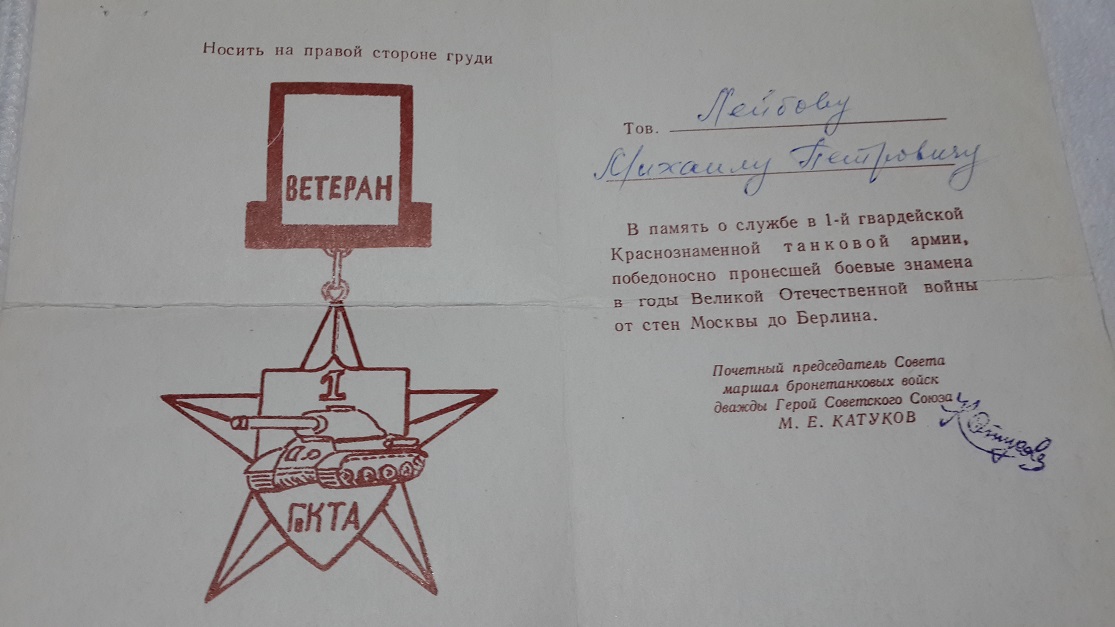 Носить на правой стороне груди
ВЕТЕРАН
1
ГвКТА
Тов. Лейбову
Михаилу Петровичу
В память о службе в 1-й гвардейской
Краснознаменной танковой армии,
победоносно пронесшей боевые знамена
в годы Великой Отечественной войны
от стен Москвы до Берлина.
Почетный председатель Совета
маршал бронетанковых войск
дважды Герой Советского Союза
М. Е. КАТУКОВ